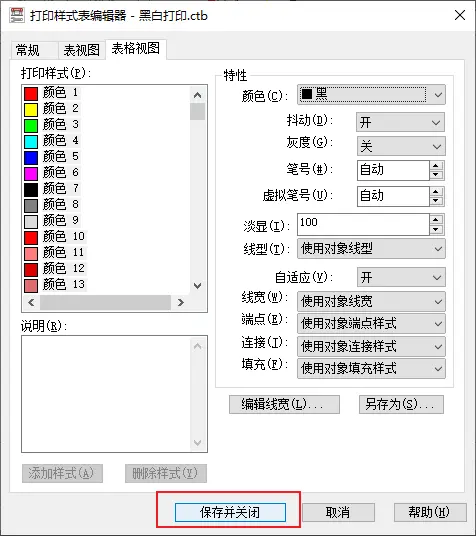 打印样式表编辑器 - 黑白打印.ctb
常规 表视图 表格视图
打印样式(P):
颜色 1
颜色 2
颜色 3
颜色 4
颜色 5
颜色 6
颜色 7
颜色 8
颜色 9
颜色 10
颜色 11
颜色 12
颜色 13
说明(R):
添加样式(A) 删除样式(Y)
特性
颜色(C): 黑
抖动(D): 开
灰度(G): 关
笔号(#): 自动
虚拟笔号(U): 自动
淡显(I): 100
线型(T): 使用对象线型
自适应(V): 开
线宽(W): 使用对象线宽
端点(E): 使用对象端点样式
连接(J): 使用对象连接样式
填充(F): 使用对象填充样式
编辑线宽(L)... 另存为(S)...
保存并关闭 取消 帮助(H)